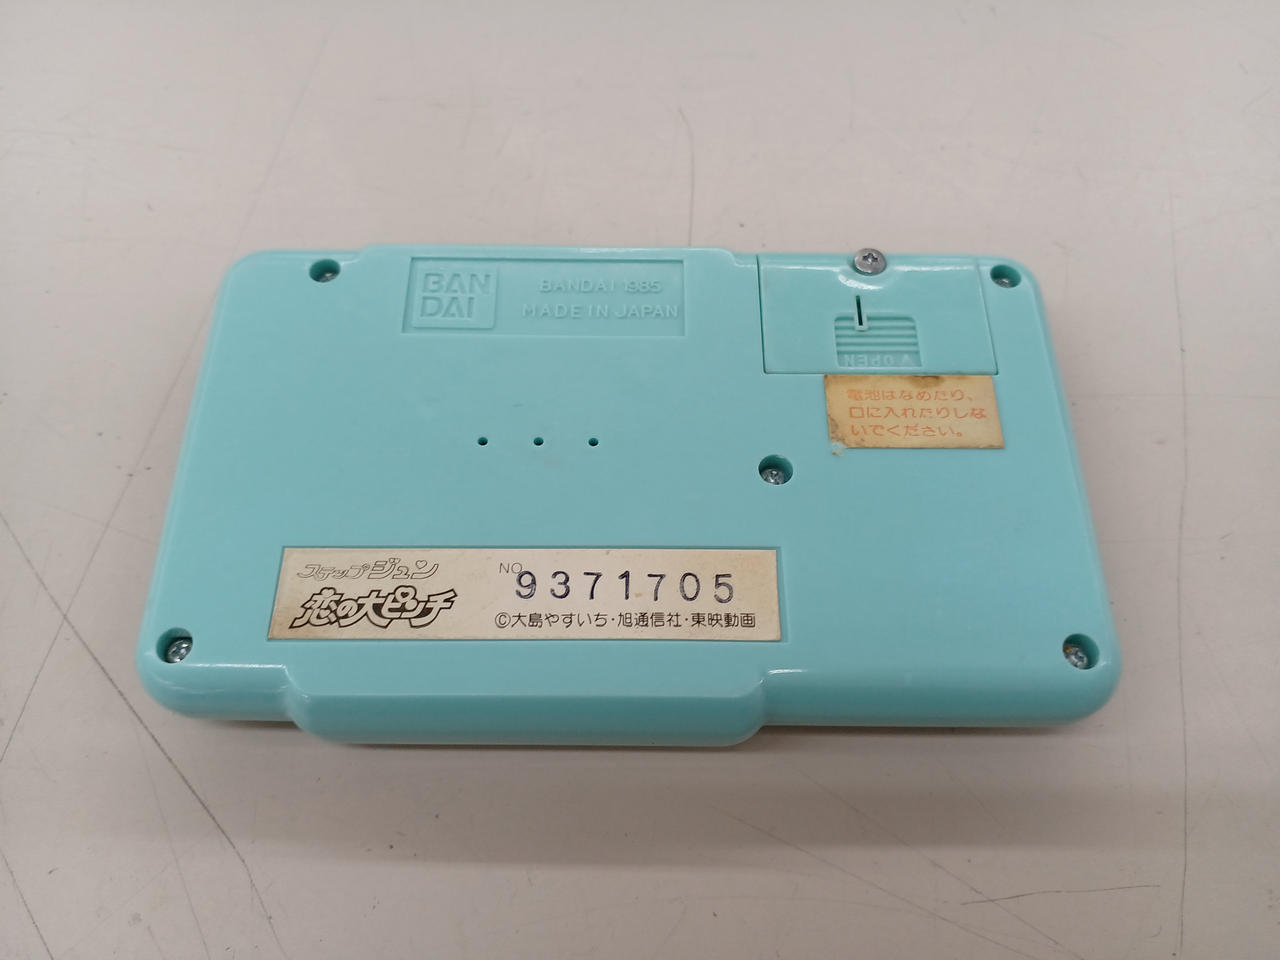 BAN
DAI
BANDAI 1985
MADE IN JAPAN
OPEN
電池はなめたり、
口に入れたりしな
いでください。
ステップジュン
恋の大ピンチ
NO. 9371705
©大島やすいち・旭通信社・東映動画